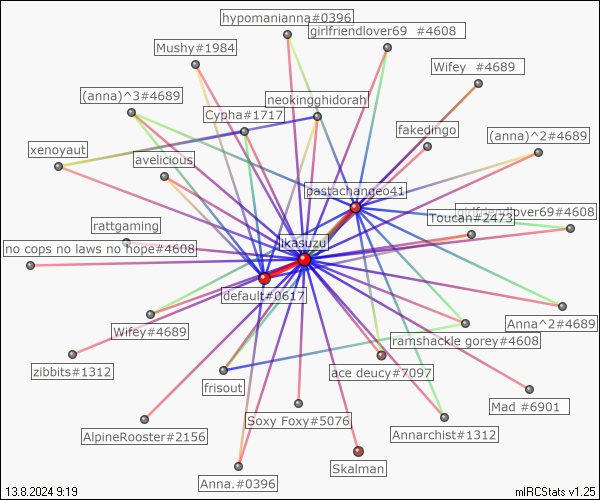 hypomanianna#0396
girlfriendlover69 #4608
Mushy#1984
Wifey #4689
(anna)^3#4689
neokingghidorah
Cypha#1717
fakedingo
(anna)^2#4689
xenoyaut
avelicious
pastachangeo41
girlfriendlover69#4608
Toucan#2473
rattgaming
ikasuzu
no cops no laws no hope#4608
default#0617
Wifey#4689
Anna^2#4689
ramshackle gorey#4608
zibbits#1312
frisout
ace deucy#7097
Mad #6901
Soxy Foxy#5076
AlpineRooster#2156
Annarchist#1312
Anna.#0396
Skalman
13.8.2024 9:19
mIRCStats v1.25